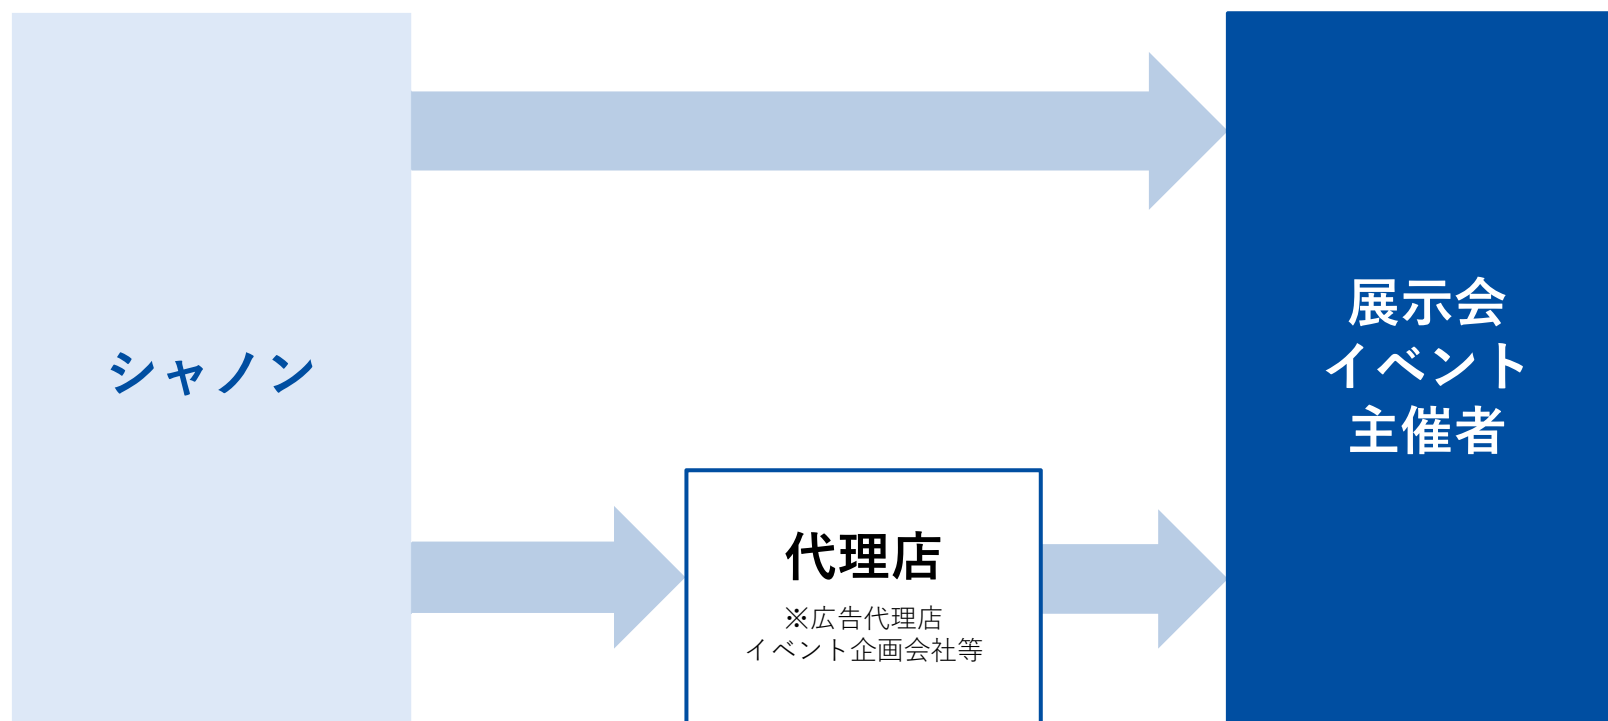 シャノン
展示会
イベント
主催者
代理店
※広告代理店
イベント企画会社等